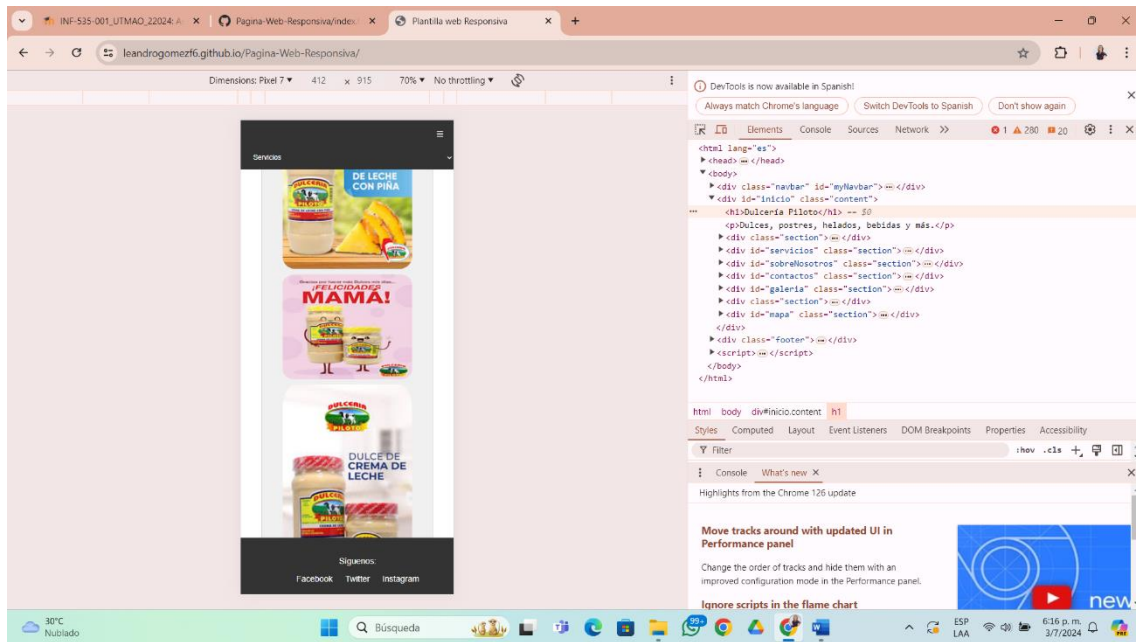 INF-535-001_UTMAO_22024: A
Pagina-Web-Responsiva/index
Plantilla web Responsiva
leandrogomezf6.github.io/Pagina-Web-Responsiva/
Dimensions: Pixel 7 412 x 915 70% No throttling
Servicios
DULCERIA
PILOTO
DE LECHE
CON PIÑA
¡FELICIDADES
MAMÁ!
DULCERIA
PILOTO
DULCE DE
CREMA DE
LECHE
DULCERIA
PILOTO
Síguenos:
Facebook Twitter Instagram
DevTools is now available in Spanish!
Always match Chrome's language Switch DevTools to Spanish Don't show again
Elements Console Sources Network 1 280 20
<html lang="es">
<head> </head>
<body>
<div class="navbar" id="myNavbar"> </div>
<div id="inicio" class="content">
<h1>Dulcería Piloto</h1> == $0
<p>Dulces, postres, helados, bebidas y más.</p>
<div class="section"> </div>
<div id="servicios" class="section"> </div>
<div id="sobreNosotros" class="section"> </div>
<div id="contactos" class="section"> </div>
<div id="galeria" class="section"> </div>
<div class="section"> </div>
<div id="mapa" class="section"> </div>
</div>
<div class="footer"> </div>
<script> </script>
</body>
</html>
html body div#inicio.content h1
Styles Computed Layout Event Listeners DOM Breakpoints Properties Accessibility
Filter :hov .cls
Console What's new
Highlights from the Chrome 126 update
Move tracks around with updated UI in
Performance panel
Change the order of tracks and hide them with an
improved configuration mode in the Performance panel.
Ignore scripts in the flame chart
new
30°C
Nublado
Búsqueda
99+
ESP
LAA
6:16 p. m.
3/7/2024